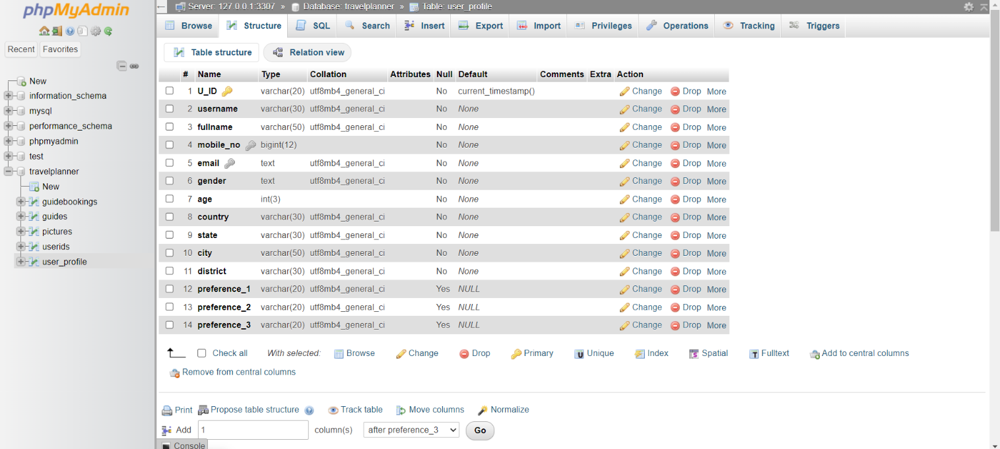 phpMyAdmin
Server: 127.0.0.1:3307 » Database: travelplanner » Table: user_profile
Browse Structure SQL Search Insert Export Import Privileges Operations Tracking Triggers
Recent Favorites
Table structure Relation view
New
information_schema
mysql
performance_schema
phpmyadmin
test
travelplanner
New
guidebookings
guides
pictures
userids
user_profile
# Name Type Collation Attributes Null Default Comments Extra Action
1 U_ID varchar(20) utf8mb4_general_ci No current_timestamp() Change Drop More
2 username varchar(30) utf8mb4_general_ci No None Change Drop More
3 fullname varchar(50) utf8mb4_general_ci No None Change Drop More
4 mobile_no bigint(12) No None Change Drop More
5 email text utf8mb4_general_ci No None Change Drop More
6 gender text utf8mb4_general_ci No None Change Drop More
7 age int(3) No None Change Drop More
8 country varchar(30) utf8mb4_general_ci No None Change Drop More
9 state varchar(30) utf8mb4_general_ci No None Change Drop More
10 city varchar(50) utf8mb4_general_ci No None Change Drop More
11 district varchar(30) utf8mb4_general_ci No None Change Drop More
12 preference_1 varchar(20) utf8mb4_general_ci Yes NULL Change Drop More
13 preference_2 varchar(20) utf8mb4_general_ci Yes NULL Change Drop More
14 preference_3 varchar(20) utf8mb4_general_ci Yes NULL Change Drop More
Check all With selected: Browse Change Drop Primary Unique Index Spatial Fulltext Add to central columns
Remove from central columns
Print Propose table structure Track table Move columns Normalize
Add 1 column(s) after preference_3 Go
Console